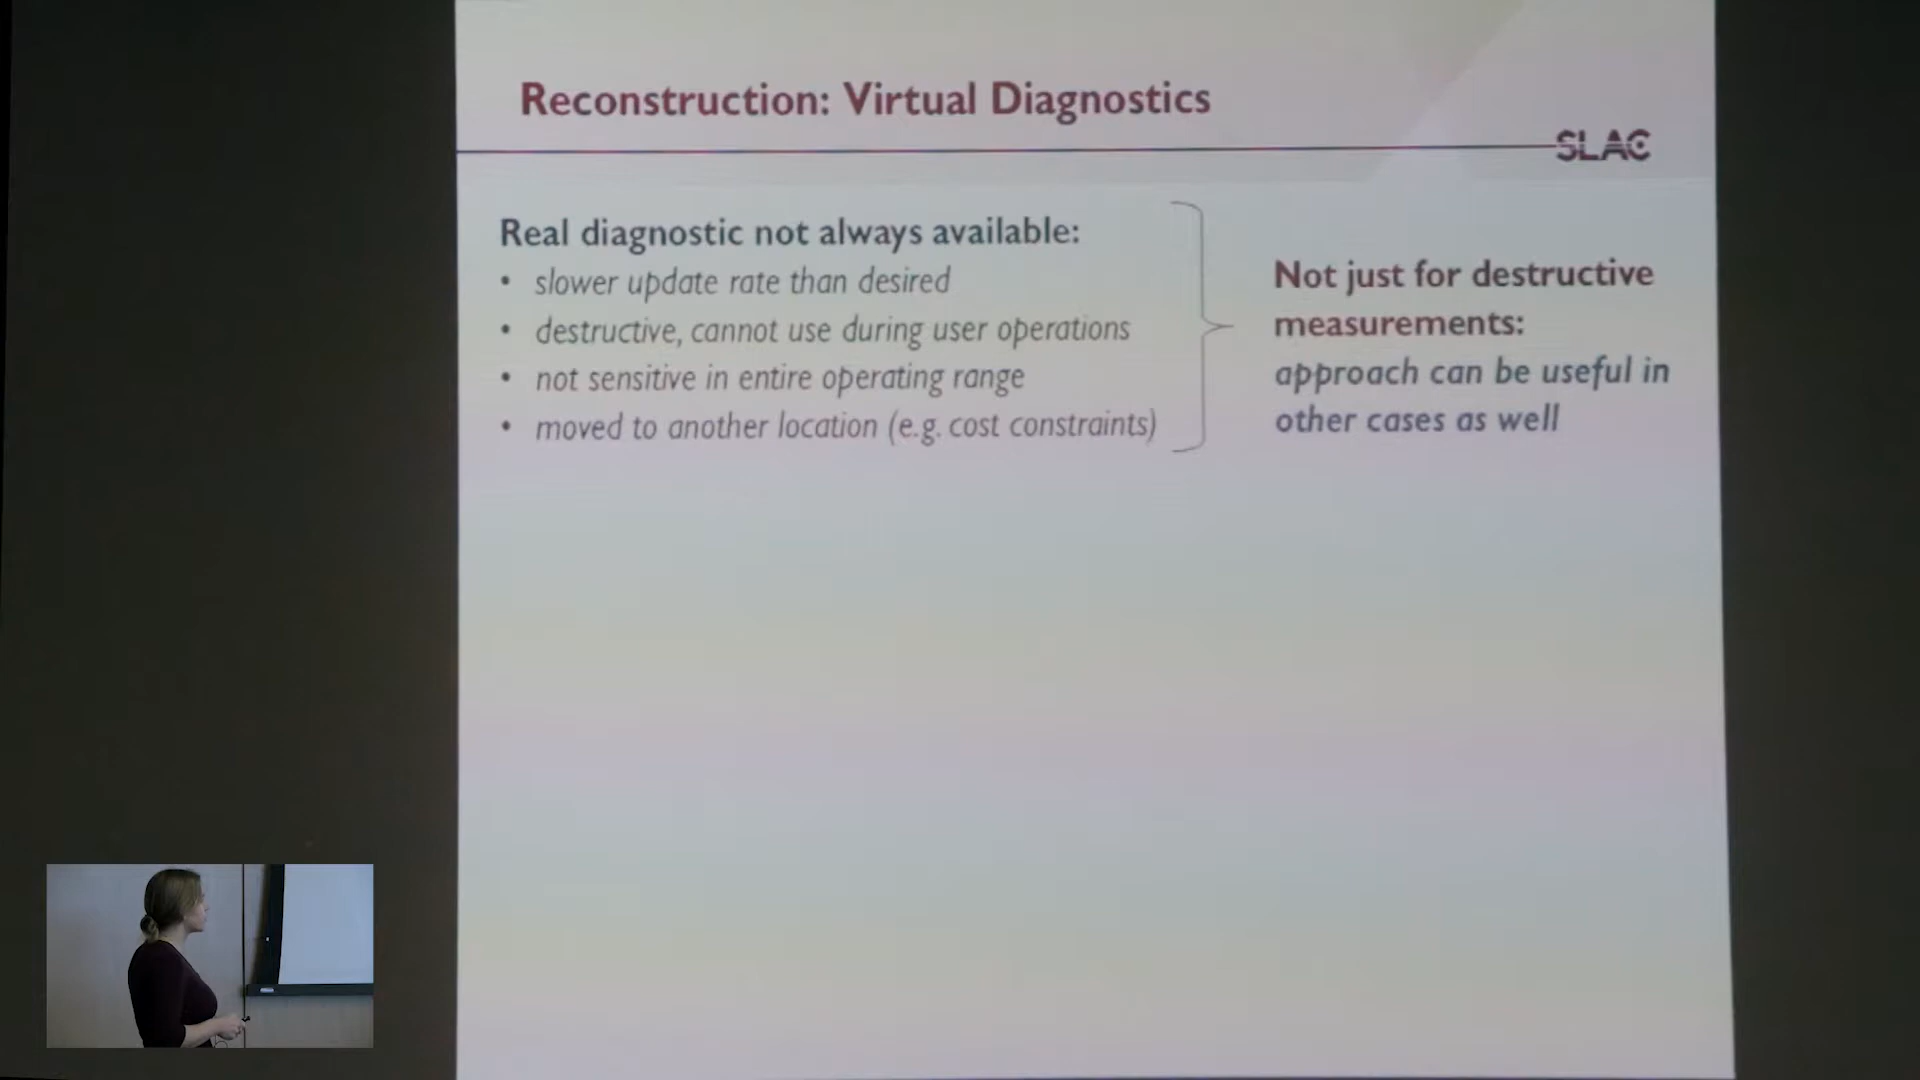 Reconstruction: Virtual Diagnostics
SLAC
Real diagnostic not always available:
• slower update rate than desired
• destructive, cannot use during user operations
• not sensitive in entire operating range
• moved to another location (e.g. cost constraints)
Not just for destructive
measurements:
approach can be useful in
other cases as well